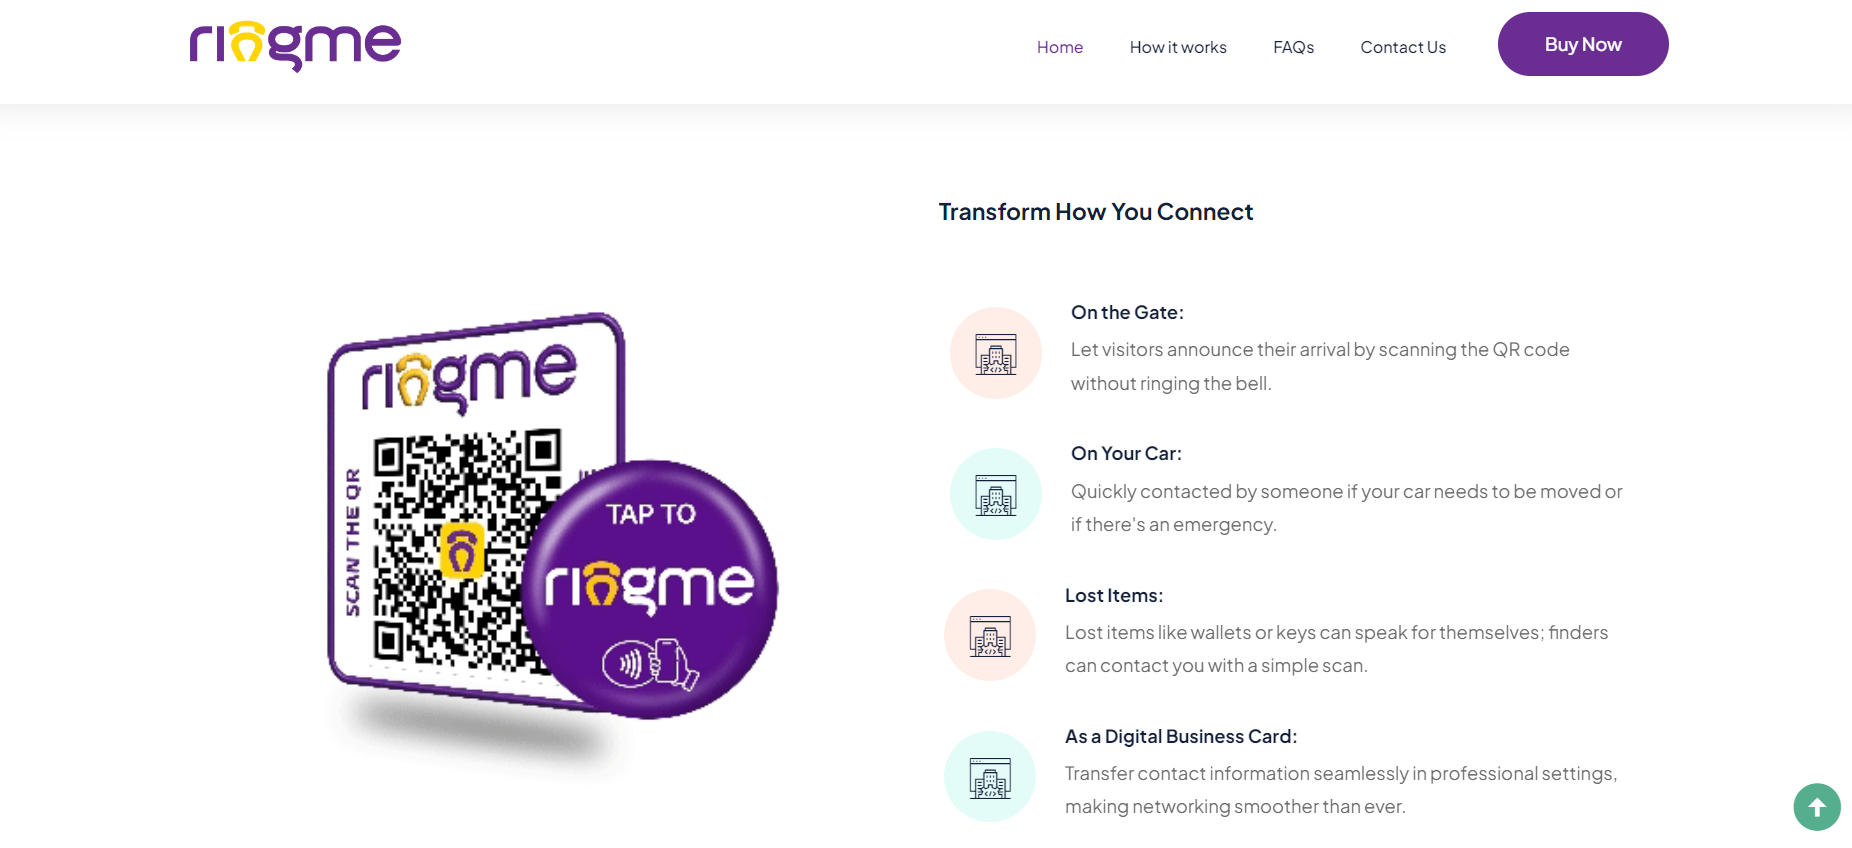 ringme
Home
How it works
FAQs
Contact Us
Buy Now
Transform How You Connect
ringme
SCAN THE QR
TAP TO
ringme
On the Gate:
Let visitors announce their arrival by scanning the QR code
without ringing the bell.
On Your Car:
Quickly contacted by someone if your car needs to be moved or
if there's an emergency.
Lost Items:
Lost items like wallets or keys can speak for themselves; finders
can contact you with a simple scan.
As a Digital Business Card:
Transfer contact information seamlessly in professional settings,
making networking smoother than ever.